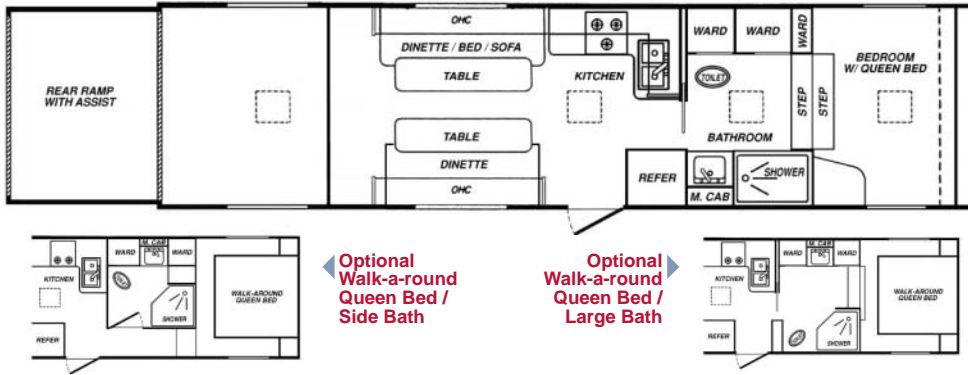 REAR RAMP
WITH ASSIST
OHC
DINETTE / BED / SOFA
TABLE
TABLE
DINETTE
OHC
KITCHEN
REFER
WARD
WARD
WARD
TOILET
BATHROOM
M. CAB
SHOWER
STEP
STEP
BEDROOM
W/ QUEEN BED
KITCHEN
REFER
WARD
M. CAB
WARD
SHOWER
WALK-AROUND
QUEEN BED
Optional
Walk-a-round
Queen Bed /
Side Bath
Optional
Walk-a-round
Queen Bed /
Large Bath
KITCHEN
REFER
WARD
M. CAB
WARD
SHOWER
WALK-AROUND
QUEEN BED